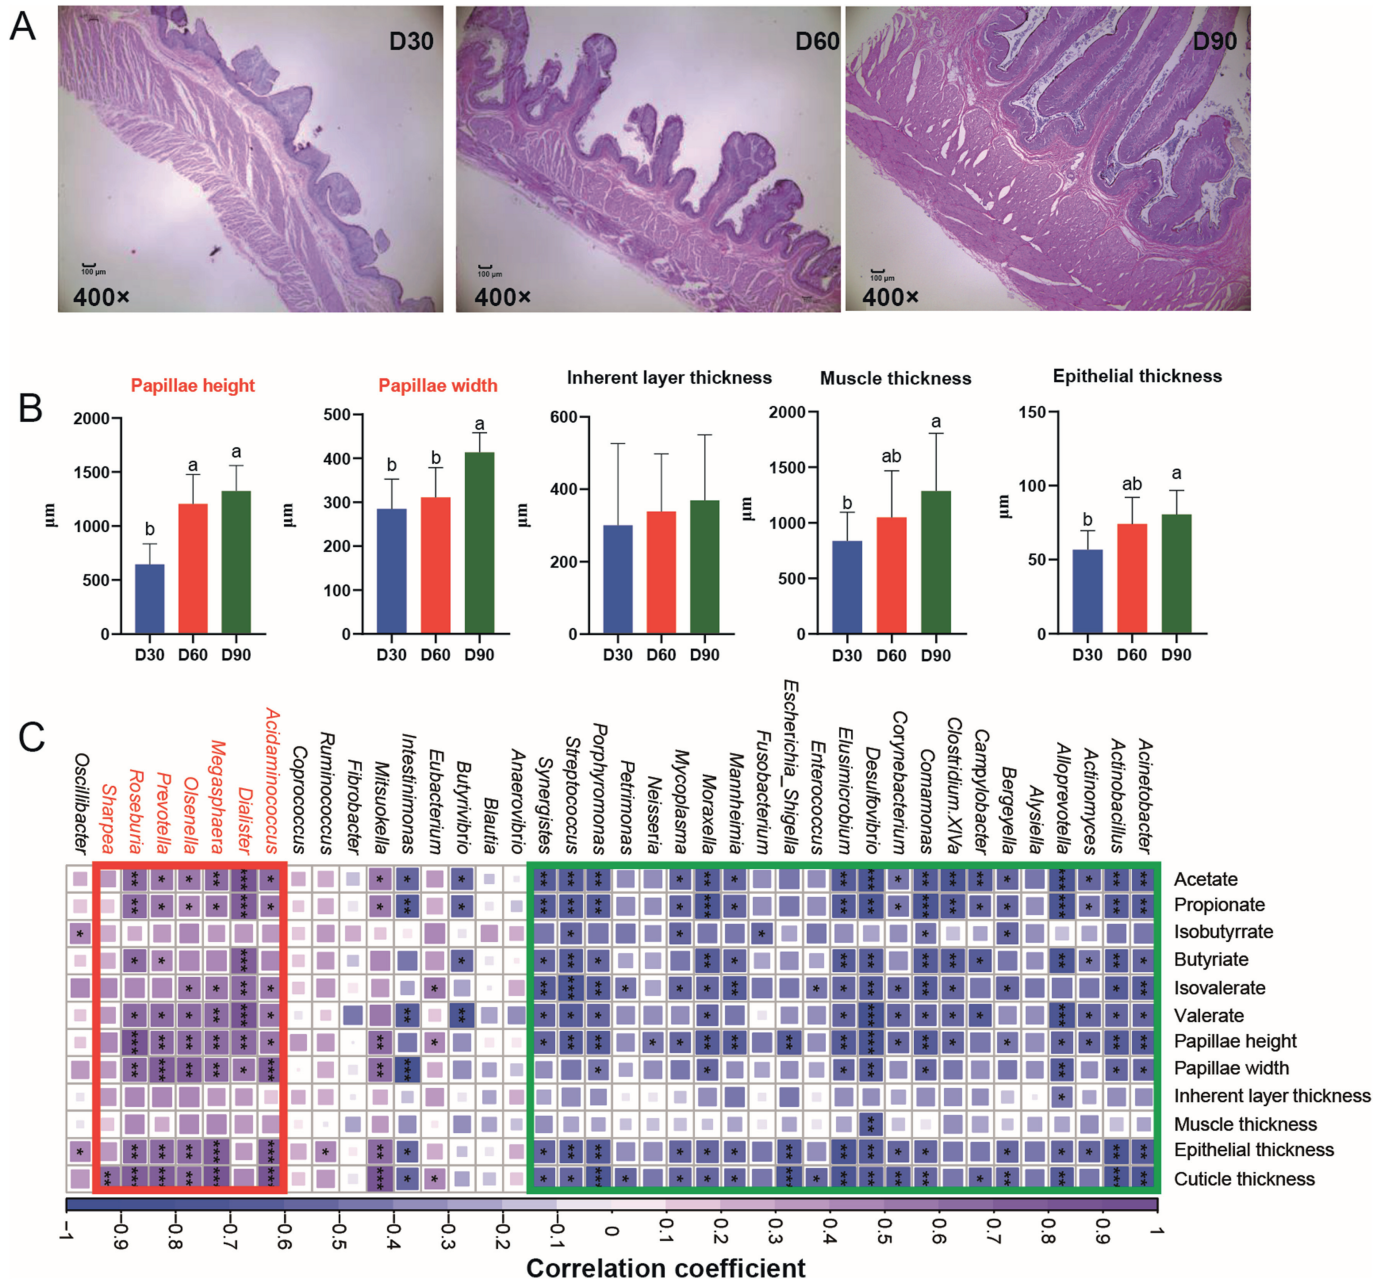 A
D30
D60
D90
100 µm
100 µm
100 µm
400×
400×
400×
B
Papillae height
Papillae width
Inherent layer thickness
Muscle thickness
Epithelial thickness
2000
1500
1000
500
0
µm
b
a
a
D30 D60 D90
500
400
300
200
100
0
µm
b
b
a
D30 D60 D90
600
400
200
0
µm
D30 D60 D90
2000
1500
1000
500
0
µm
b
ab
a
D30 D60 D90
150
100
50
0
µm
b
ab
a
D30 D60 D90
C
Oscillibacter
Sharpea
Roseburia
Prevotella
Olsenella
Megasphaera
Dialister
Acidaminococcus
Coprococcus
Ruminococcus
Fibrobacter
Mitsuokella
Intestinimonas
Eubacterium
Butyrivibrio
Blautia
Anaerovibrio
Synergistes
Streptococcus
Porphyromonas
Petrimonas
Neisseria
Mycoplasma
Moraxella
Mannheimia
Fusobacterium
Escherichia_Shigella
Enterococcus
Elusimicrobium
Desulfovibrio
Corynebacterium
Comamonas
Clostridium.XIVa
Campylobacter
Bergeyella
Alysiella
Alloprevotella
Actinomyces
Actinobacillus
Acinetobacter
Acetate
Propionate
Isobutyrrate
Butyriate
Isovalerate
Valerate
Papillae height
Papillae width
Inherent layer thickness
Muscle thickness
Epithelial thickness
Cuticle thickness
-1 -0.9 -0.8 -0.7 -0.6 -0.5 -0.4 -0.3 -0.2 -0.1 0 0.1 0.2 0.3 0.4 0.5 0.6 0.7 0.8 0.9 1
Correlation coefficient